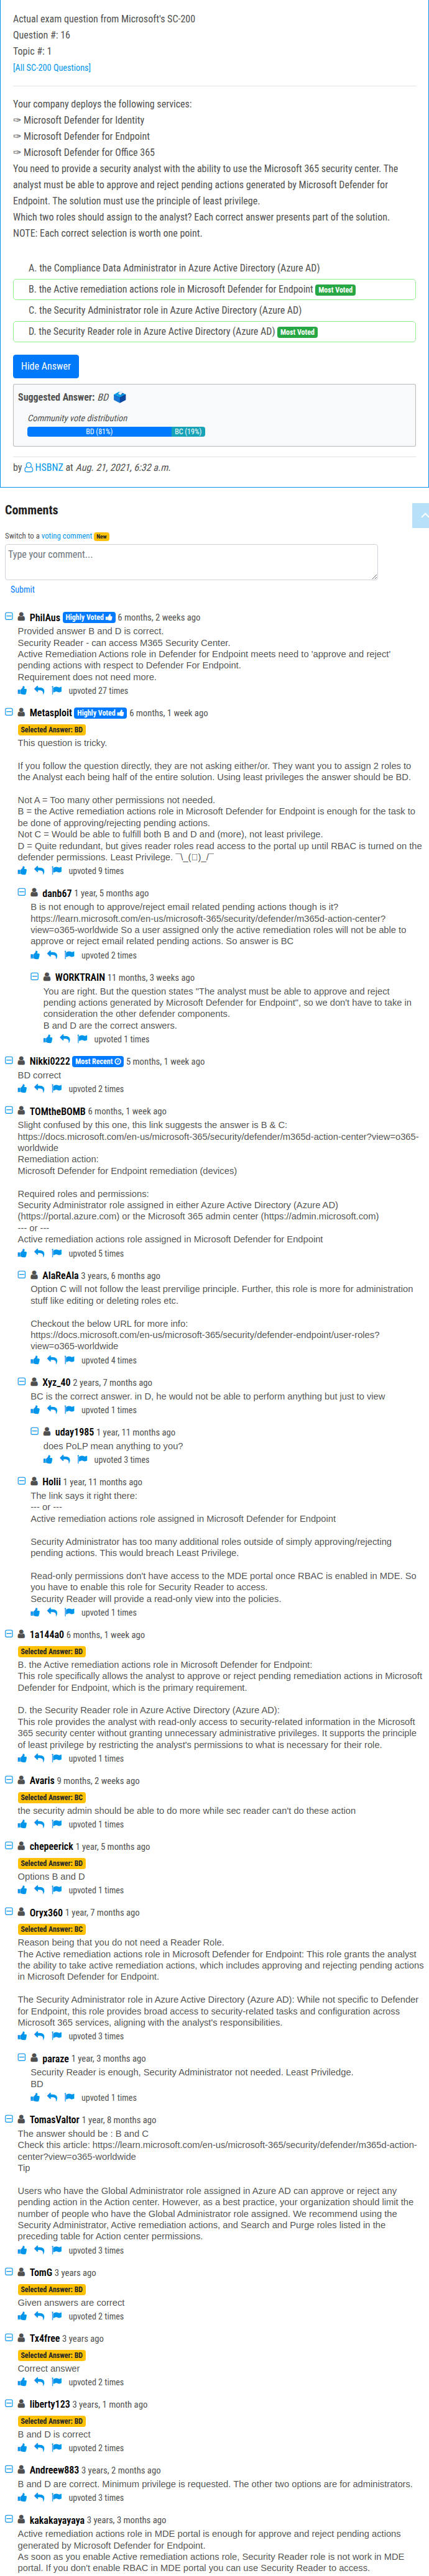 Actual exam question from Microsoft's SC-200
Question #: 16
Topic #: 1
[All SC-200 Questions]
Your company deploys the following services:
✑ Microsoft Defender for Identity
✑ Microsoft Defender for Endpoint
✑ Microsoft Defender for Office 365
You need to provide a security analyst with the ability to use the Microsoft 365 security center. The
analyst must be able to approve and reject pending actions generated by Microsoft Defender for
Endpoint. The solution must use the principle of least privilege.
Which two roles should assign to the analyst? Each correct answer presents part of the solution.
NOTE: Each correct selection is worth one point.
A. the Compliance Data Administrator in Azure Active Directory (Azure AD)
B. the Active remediation actions role in Microsoft Defender for Endpoint Most Voted
C. the Security Administrator role in Azure Active Directory (Azure AD)
D. the Security Reader role in Azure Active Directory (Azure AD) Most Voted
Hide Answer
Suggested Answer: BD
Community vote distribution
BD (81%) BC (19%)
by HSBNZ at Aug. 21, 2021, 6:32 a.m.
Comments
Switch to a voting comment New
Type your comment...
Submit
PhilAus Highly Voted 6 months, 2 weeks ago
Provided answer B and D is correct.
Security Reader - can access M365 Security Center.
Active Remediation Actions role in Defender for Endpoint meets need to 'approve and reject'
pending actions with respect to Defender For Endpoint.
Requirement does not need more.
upvoted 27 times
Metasploit Highly Voted 6 months, 1 week ago
Selected Answer: BD
This question is tricky.
If you follow the question directly, they are not asking either/or. They want you to assign 2 roles to
the Analyst each being half of the entire solution. Using least privileges the answer should be BD.
Not A = Too many other permissions not needed.
B = the Active remediation actions role in Microsoft Defender for Endpoint is enough for the task to
be done of approving/rejecting pending actions.
Not C = Would be able to fulfill both B and D and (more), not least privilege.
D = Quite redundant, but gives reader roles read access to the portal up until RBAC is turned on the
defender permissions. Least Privilege. ¯\_(▯)_/¯
upvoted 9 times
danb67 1 year, 5 months ago
B is not enough to approve/reject email related pending actions though is it?
https://learn.microsoft.com/en-us/microsoft-365/security/defender/m365d-action-center?
view=o365-worldwide So a user assigned only the active remediation roles will not be able to
approve or reject email related pending actions. So answer is BC
upvoted 2 times
WORKTRAIN 11 months, 3 weeks ago
You are right. But the question states "The analyst must be able to approve and reject
pending actions generated by Microsoft Defender for Endpoint", so we don't have to take in
consideration the other defender components.
B and D are the correct answers.
upvoted 1 times
Nikki0222 Most Recent 5 months, 1 week ago
BD correct
upvoted 2 times
TOMtheBOMB 6 months, 1 week ago
Slight confused by this one, this link suggests the answer is B & C:
https://docs.microsoft.com/en-us/microsoft-365/security/defender/m365d-action-center?view=o365-
worldwide
Remediation action:
Microsoft Defender for Endpoint remediation (devices)
Required roles and permissions:
Security Administrator role assigned in either Azure Active Directory (Azure AD)
(https://portal.azure.com) or the Microsoft 365 admin center (https://admin.microsoft.com)
--- or ---
Active remediation actions role assigned in Microsoft Defender for Endpoint
upvoted 5 times
AlaReAla 3 years, 6 months ago
Option C will not follow the least prervilige principle. Further, this role is more for administration
stuff like editing or deleting roles etc.
Checkout the below URL for more info:
https://docs.microsoft.com/en-us/microsoft-365/security/defender-endpoint/user-roles?
view=o365-worldwide
upvoted 4 times
Xyz_40 2 years, 7 months ago
BC is the correct answer. in D, he would not be able to perform anything but just to view
upvoted 1 times
uday1985 1 year, 11 months ago
does PoLP mean anything to you?
upvoted 3 times
Holii 1 year, 11 months ago
The link says it right there:
--- or ---
Active remediation actions role assigned in Microsoft Defender for Endpoint
Security Administrator has too many additional roles outside of simply approving/rejecting
pending actions. This would breach Least Privilege.
Read-only permissions don't have access to the MDE portal once RBAC is enabled in MDE. So
you have to enable this role for Security Reader to access.
Security Reader will provide a read-only view into the policies.
upvoted 1 times
1a144a0 6 months, 1 week ago
Selected Answer: BD
B. the Active remediation actions role in Microsoft Defender for Endpoint:
This role specifically allows the analyst to approve or reject pending remediation actions in Microsoft
Defender for Endpoint, which is the primary requirement.
D. the Security Reader role in Azure Active Directory (Azure AD):
This role provides the analyst with read-only access to security-related information in the Microsoft
365 security center without granting unnecessary administrative privileges. It supports the principle
of least privilege by restricting the analyst's permissions to what is necessary for their role.
upvoted 1 times
Avaris 9 months, 2 weeks ago
Selected Answer: BC
the security admin should be able to do more while sec reader can't do these action
upvoted 1 times
chepeerick 1 year, 5 months ago
Selected Answer: BD
Options B and D
upvoted 1 times
Oryx360 1 year, 7 months ago
Selected Answer: BC
Reason being that you do not need a Reader Role.
The Active remediation actions role in Microsoft Defender for Endpoint: This role grants the analyst
the ability to take active remediation actions, which includes approving and rejecting pending actions
in Microsoft Defender for Endpoint.
The Security Administrator role in Azure Active Directory (Azure AD): While not specific to Defender
for Endpoint, this role provides broad access to security-related tasks and configuration across
Microsoft 365 services, aligning with the analyst's responsibilities.
upvoted 3 times
paraze 1 year, 3 months ago
Security Reader is enough, Security Administrator not needed. Least Priviledge.
BD
upvoted 1 times
TomasValtor 1 year, 8 months ago
The answer should be : B and C
Check this article: https://learn.microsoft.com/en-us/microsoft-365/security/defender/m365d-action-
center?view=o365-worldwide
Tip
Users who have the Global Administrator role assigned in Azure AD can approve or reject any
pending action in the Action center. However, as a best practice, your organization should limit the
number of people who have the Global Administrator role assigned. We recommend using the
Security Administrator, Active remediation actions, and Search and Purge roles listed in the
preceding table for Action center permissions.
upvoted 3 times
TomG 3 years ago
Selected Answer: BD
Given answers are correct
upvoted 2 times
Tx4free 3 years ago
Selected Answer: BD
Correct answer
upvoted 2 times
liberty123 3 years, 1 month ago
Selected Answer: BD
B and D is correct
upvoted 2 times
Andreew883 3 years, 2 months ago
B and D are correct. Minimum privilege is requested. The other two options are for administrators.
upvoted 3 times
kakakayayaya 3 years, 3 months ago
Active remediation actions role in MDE portal is enough for approve and reject pending actions
generated by Microsoft Defender for Endpoint.
As soon as you enable Active remediation actions role, Security Reader role is not work in MDE
portal. If you don't enable RBAC in MDE portal you can use Security Reader to access.